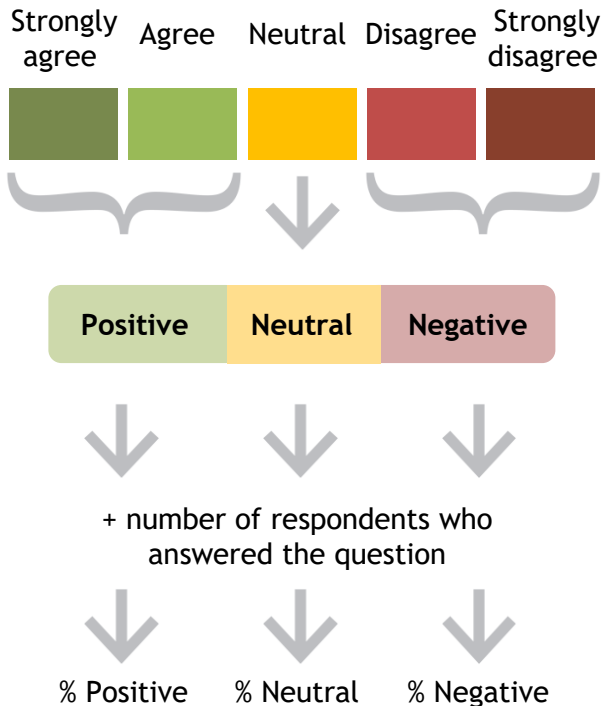 Strongly agree
Agree
Neutral
Disagree
Strongly disagree
Positive
Neutral
Negative
+ number of respondents who
answered the question
% Positive
% Neutral
% Negative